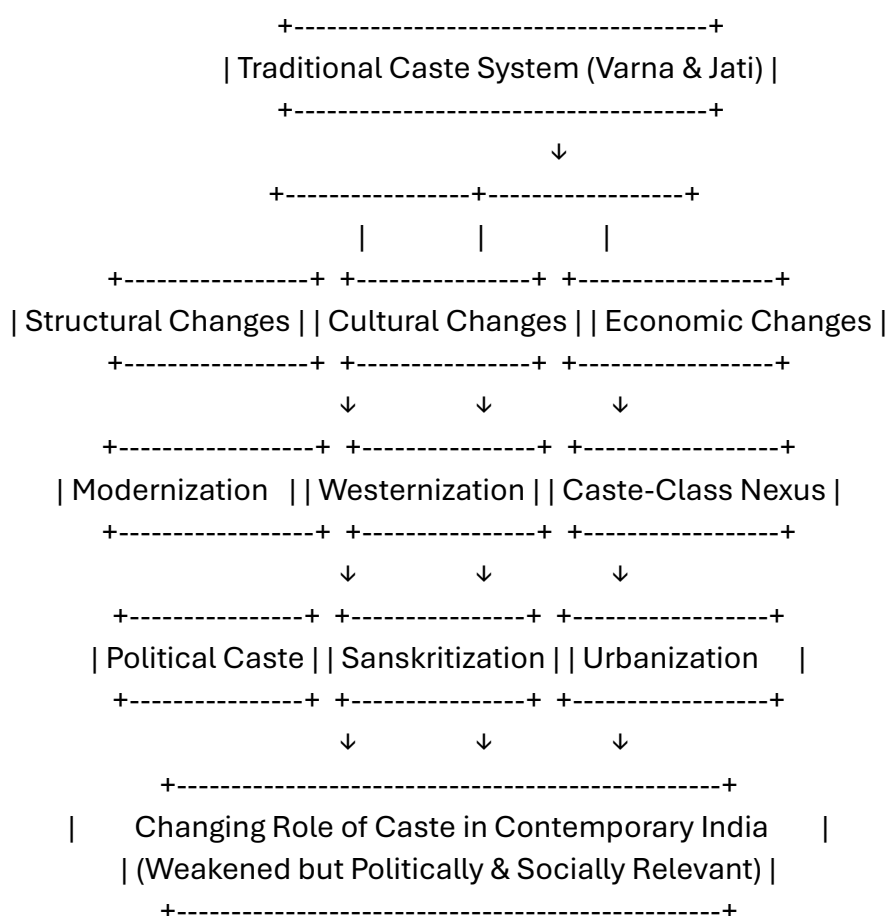 +---------------------------------------+
| Traditional Caste System (Varna & Jati) |
+---------------------------------------+
↓
+-----------------+------------------+
| | |
+-----------------+ +----------------+ +------------------+
| Structural Changes | | Cultural Changes | | Economic Changes |
+-----------------+ +----------------+ +------------------+
↓ ↓ ↓
+------------------+ +----------------+ +------------------+
| Modernization | | Westernization | | Caste-Class Nexus |
+------------------+ +----------------+ +------------------+
↓ ↓ ↓
+----------------+ +----------------+ +------------------+
| Political Caste | | Sanskritization | | Urbanization |
+----------------+ +----------------+ +------------------+
↓ ↓ ↓
+--------------------------------------------------+
| Changing Role of Caste in Contemporary India |
| (Weakened but Politically & Socially Relevant) |
+--------------------------------------------------+